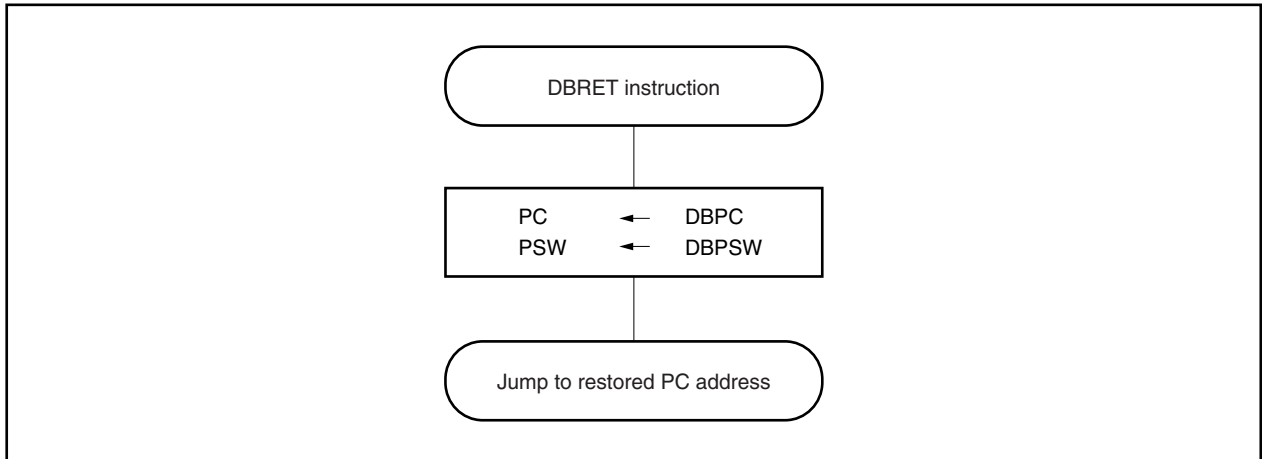 DBRET instruction
PC ← DBPC
PSW ← DBPSW
Jump to restored PC address